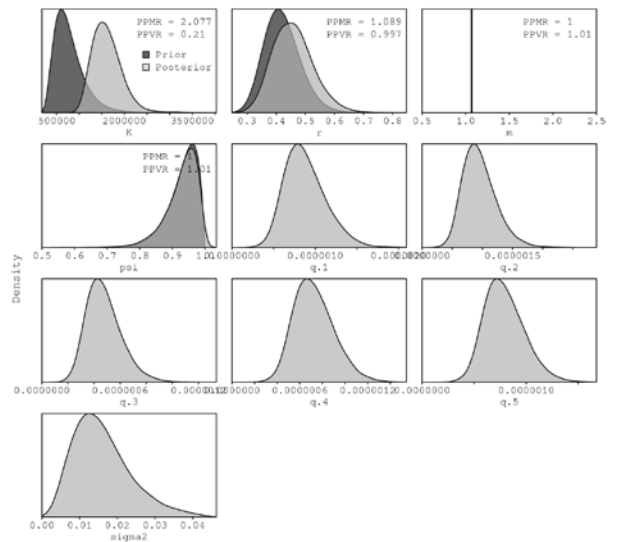 PPMR = 2.077
PPVR = 0.21
Prior
Posterior
500000 2000000 3500000
K
PPMR = 1.089
PPVR = 0.997
0.3 0.4 0.5 0.6 0.7 0.8
r
PPMR = 1
PPVR = 1.01
0.5 1.0 1.5 2.0 2.5
m
PPMR = 1
PPVR = 1.01
0.5 0.6 0.7 0.8 0.9 1.0
psi
0.0000010
q.1
0.0000015
q.2
Density
0.0000000 0.0000006
q.3
0.0000006 0.0000012
q.4
0.0000010
q.5
0.00 0.01 0.02 0.03 0.04
sigma2